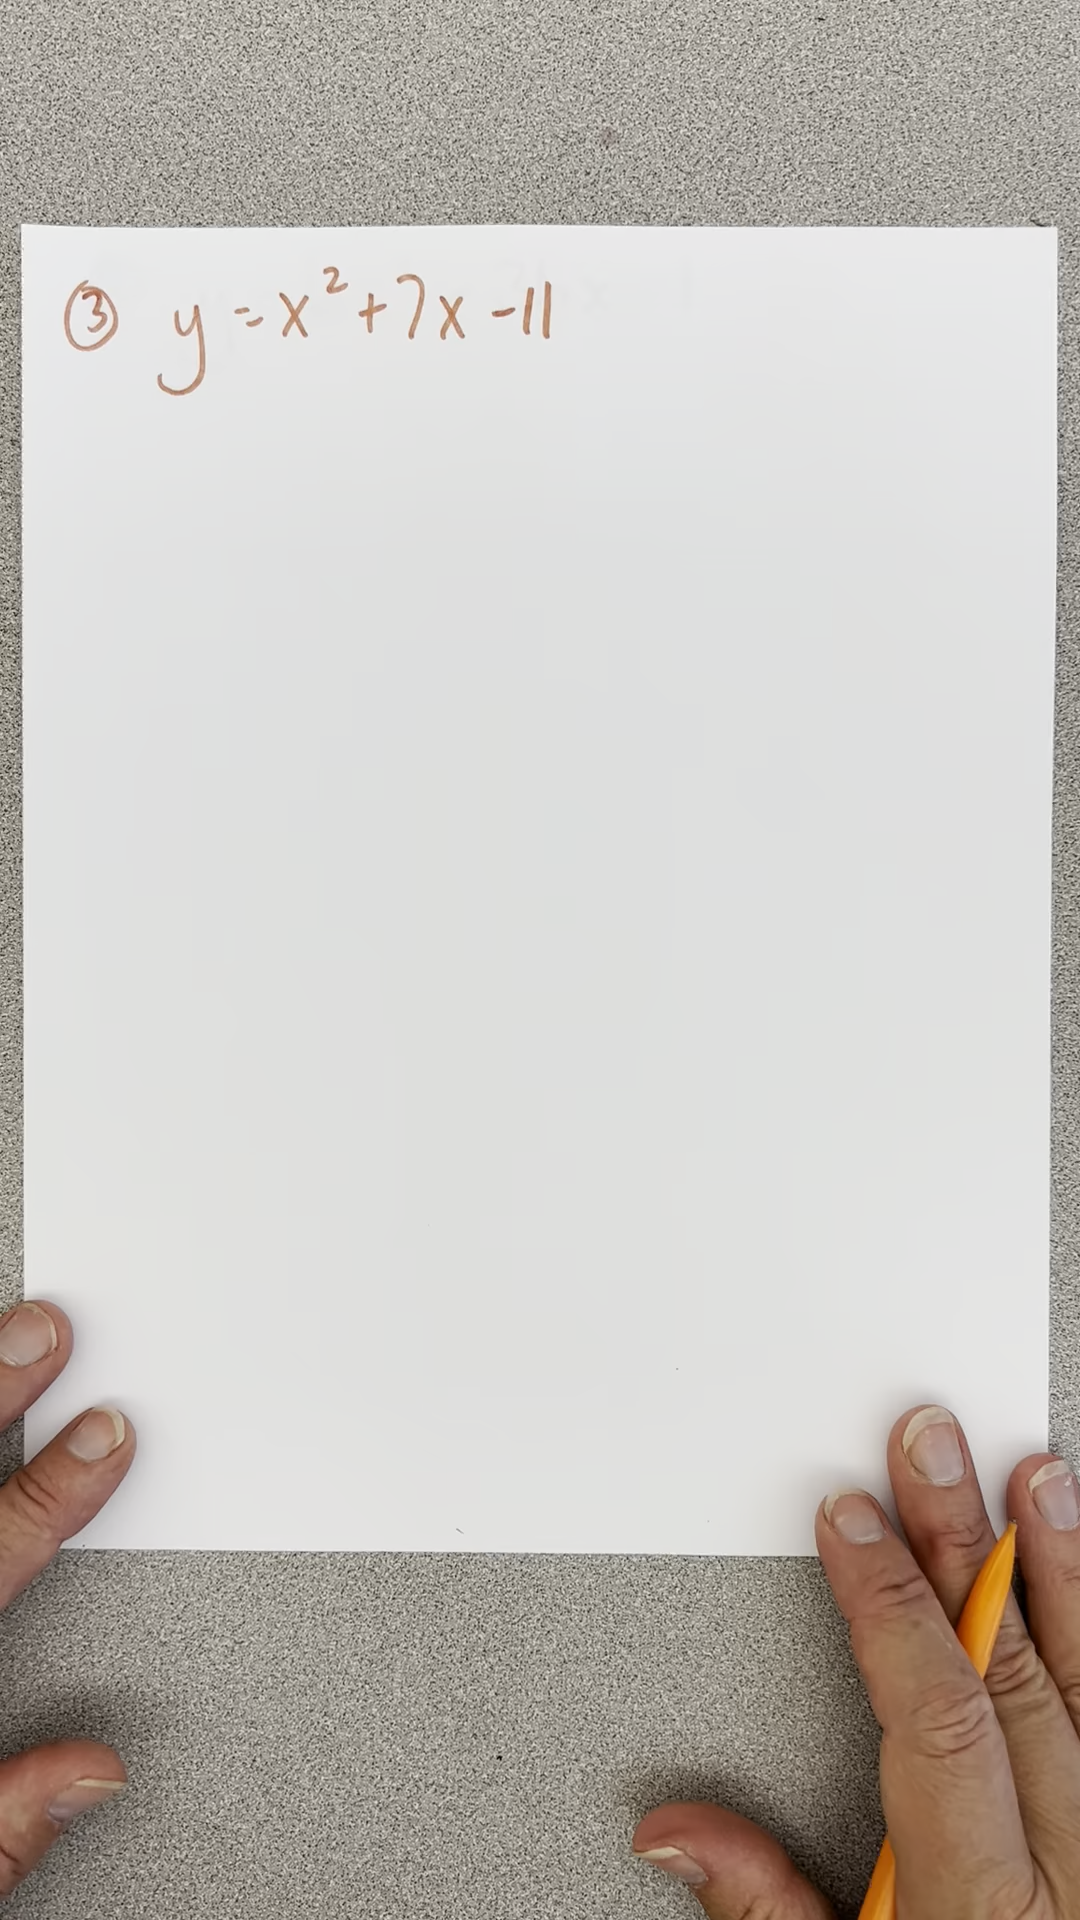 ③ y = x² + 7x - 11